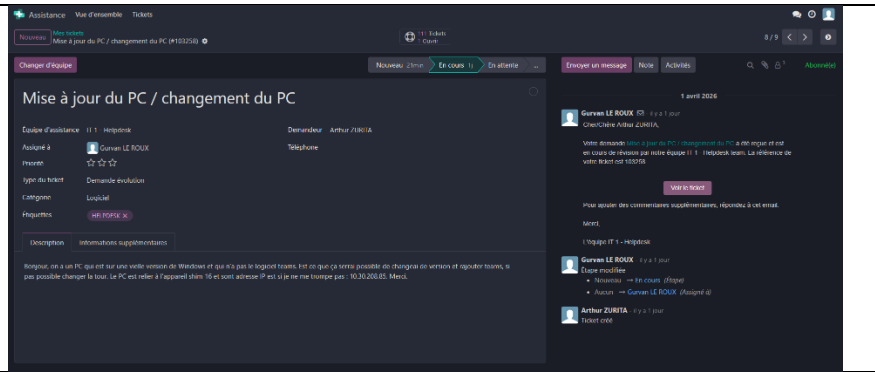 Assistance Vue d'ensemble Tickets
Nouveau
Mes tickets
Mise à jour du PC / changement du PC (#103258)
Tickets
Ouvert
8 / 9
Changer d'équipe
Nouveau 21min En cours 1j En attente ...
Envoyer un message Note Activités
Abonné(e)
Mise à jour du PC / changement du PC
Équipe d'assistance IT 1 - Helpdesk
Demandeur Arthur ZURITA
Assigné à Gurvan LE ROUX
Téléphone
Priorité
Type du ticket Demande évolution
Catégorie Logiciel
Étiquettes HELPDESK ×
Description Informations supplémentaires
Bonjour, on a un PC qui est sur une vielle version de Windows et qui n'a pas le logiciel teams. Est ce que ça serai possible de changeai de version et rajouter teams, si
pas possible changer la tour. Le PC est relier à l'appareil shim 16 et sont adresse IP est si je ne me trompe pas : 10.30.208.85. Merci.
1 avril 2026
Gurvan LE ROUX - il y a 1 jour
Cher/Chère Arthur ZURITA,
Votre demande Mise à jour du PC / changement du PC a été reçue et est
en cours de révision par notre équipe IT 1 - Helpdesk team. La référence de
votre ticket est 103258.
Voir le ticket
Pour ajouter des commentaires supplémentaires, répondez à cet email.
Merci,
L'équipe IT 1 - Helpdesk
Gurvan LE ROUX - il y a 1 jour
Étape modifiée
• Nouveau → En cours (Étape)
• Aucun → Gurvan LE ROUX (Assigné à)
Arthur ZURITA - il y a 1 jour
Ticket créé